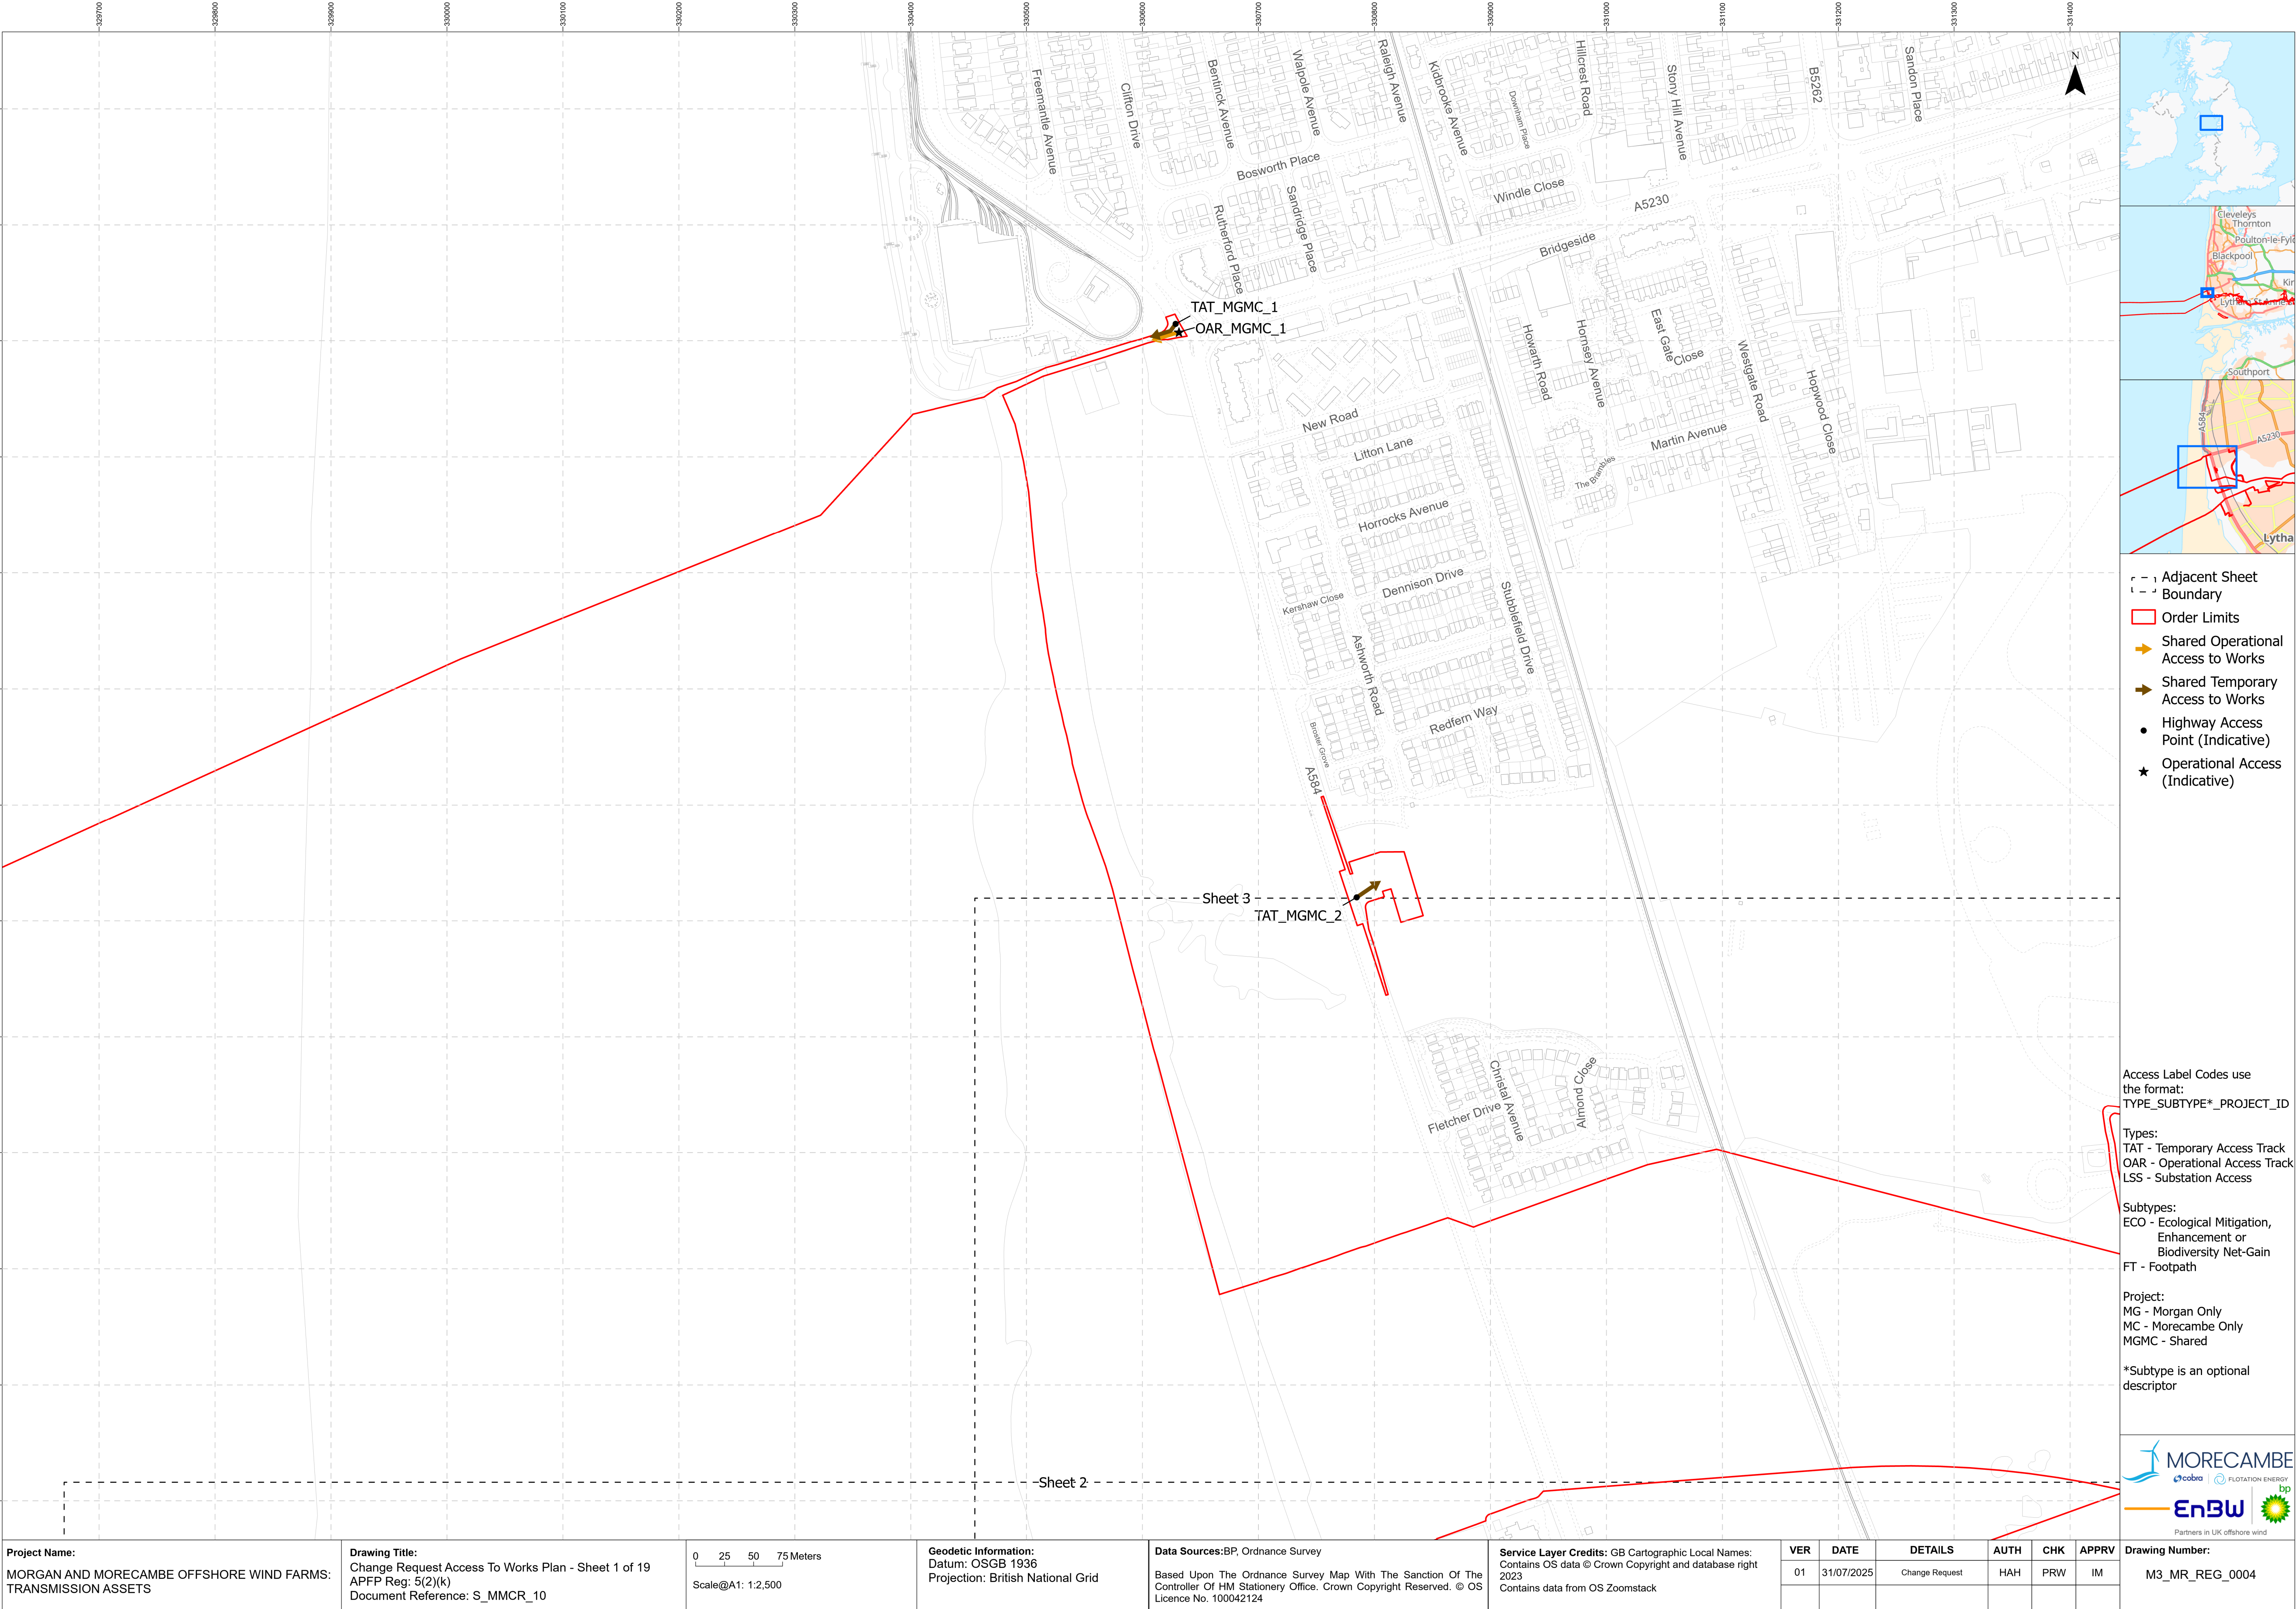 329700
329800
329900
330000
330100
330200
330300
330400
330500
330600
330700
330800
330900
331000
331100
331200
331300
331400
Freemantle Avenue
Clifton Drive
Bentinck Avenue
Walpole Avenue
Raleigh Avenue
Kidbrooke Avenue
Downham Place
Hillcrest Road
Stony Hill Avenue
B5262
Sandon Place
N
Bosworth Place
Windle Close
A5230
Rutherford Place
Sandridge Place
Bridgeside
TAT_MGMC_1
OAR_MGMC_1
Howarth Road
Hornsey Avenue
East Gate
Close
Westgate Road
Hopwood Close
New Road
Litton Lane
Martin Avenue
The Brambles
Horrocks Avenue
Dennison Drive
Kershaw Close
Stubblefield Drive
Ashworth Road
Redfern Way
Broster Grove
A584
Sheet 3
TAT_MGMC_2
Christal Avenue
Almond Close
Fletcher Drive
Sheet 2
Cleveleys
Thornton
Poulton-le-Fyld
Blackpool
Kir
Lytham St Anne's
Southport
A584
A5230
Lytha
Adjacent Sheet
Boundary
Order Limits
Shared Operational
Access to Works
Shared Temporary
Access to Works
Highway Access
Point (Indicative)
Operational Access
(Indicative)
Access Label Codes use
the format:
TYPE_SUBTYPE*_PROJECT_ID
Types:
TAT - Temporary Access Track
OAR - Operational Access Track
LSS - Substation Access
Subtypes:
ECO - Ecological Mitigation,
Enhancement or
Biodiversity Net-Gain
FT - Footpath
Project:
MG - Morgan Only
MC - Morecambe Only
MGMC - Shared
*Subtype is an optional
descriptor
MORECAMBE
cobra
FLOTATION ENERGY
EnBW
bp
Partners in UK offshore wind
Project Name:
MORGAN AND MORECAMBE OFFSHORE WIND FARMS:
TRANSMISSION ASSETS
Drawing Title:
Change Request Access To Works Plan - Sheet 1 of 19
APFP Reg: 5(2)(k)
Document Reference: S_MMCR_10
0 25 50 75 Meters
Scale@A1: 1:2,500
Geodetic Information:
Datum: OSGB 1936
Projection: British National Grid
Data Sources:BP, Ordnance Survey
Based Upon The Ordnance Survey Map With The Sanction Of The
Controller Of HM Stationery Office. Crown Copyright Reserved. © OS
Licence No. 100042124
Service Layer Credits: GB Cartographic Local Names:
Contains OS data © Crown Copyright and database right
2023
Contains data from OS Zoomstack
VER DATE DETAILS AUTH CHK APPRV
01 31/07/2025 Change Request HAH PRW IM
Drawing Number:
M3_MR_REG_0004